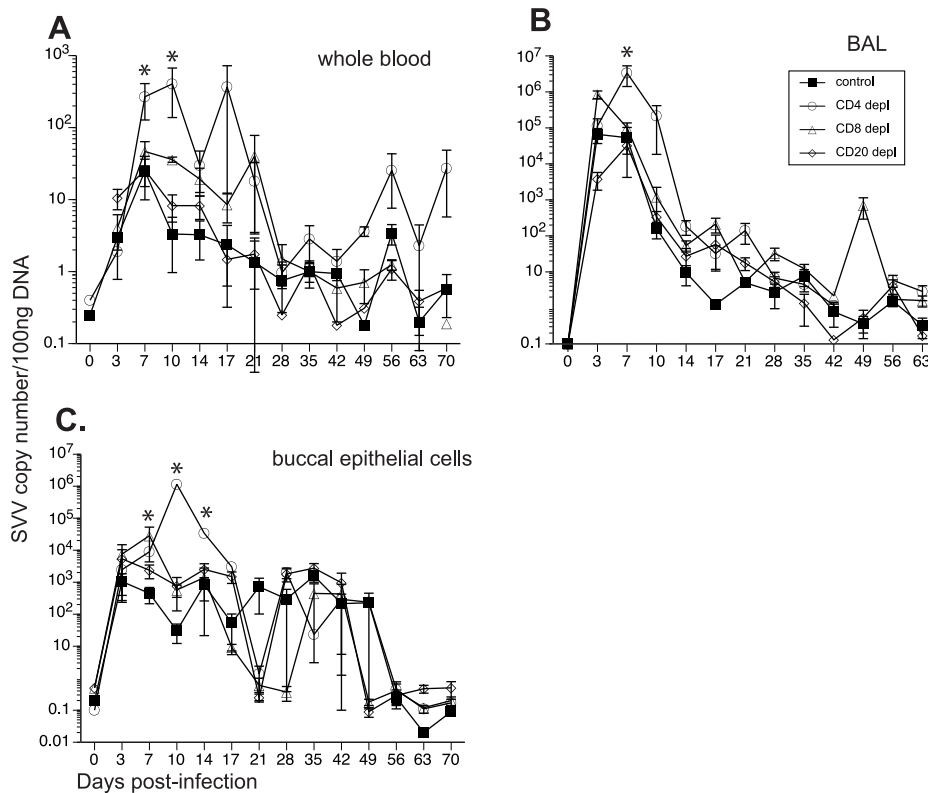 A
whole blood
* *
10³
10²
10
1
0.1
0 3 7 10 14 17 21 28 35 42 49 56 63 70
B
BAL
*
control
CD4 depl
CD8 depl
CD20 depl
10⁷
10⁶
10⁵
10⁴
10³
10²
10
0.1
0 3 7 10 14 17 21 28 35 42 49 56 63
C.
buccal epithelial cells
* * *
10⁷
10⁶
10⁵
10⁴
10³
10²
10
0.1
0.01
0 3 7 10 14 17 21 28 35 42 49 56 63 70
SVV copy number/100ng DNA
Days post-infection